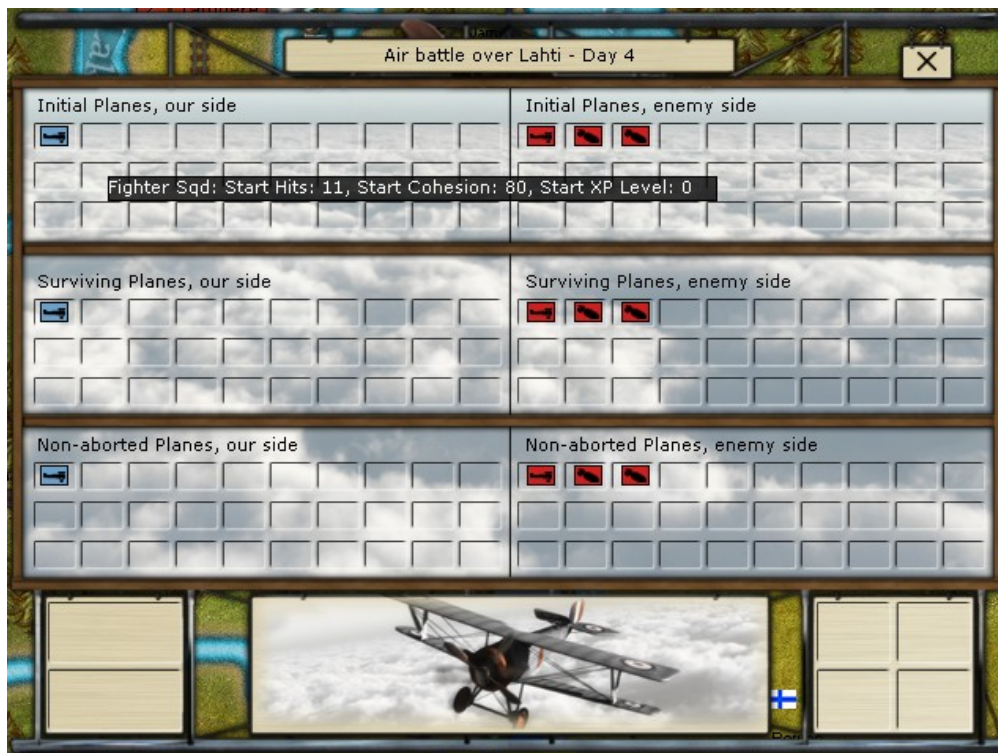 Air battle over Lahti - Day 4
Initial Planes, our side
Initial Planes, enemy side
Fighter Sqd: Start Hits: 11, Start Cohesion: 80, Start XP Level: 0
Surviving Planes, our side
Surviving Planes, enemy side
Non-aborted Planes, our side
Non-aborted Planes, enemy side